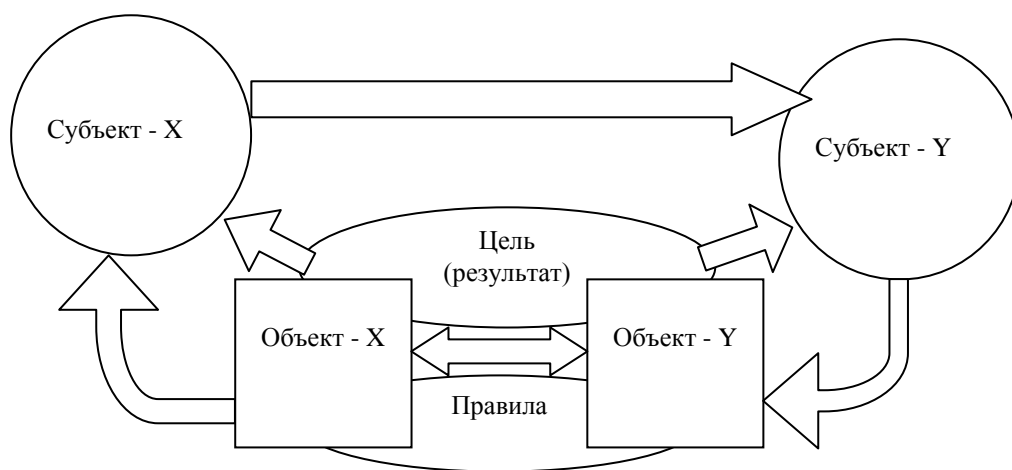 Субъект - X
Субъект - Y
Цель
(результат)
Объект - X
Объект - Y
Правила